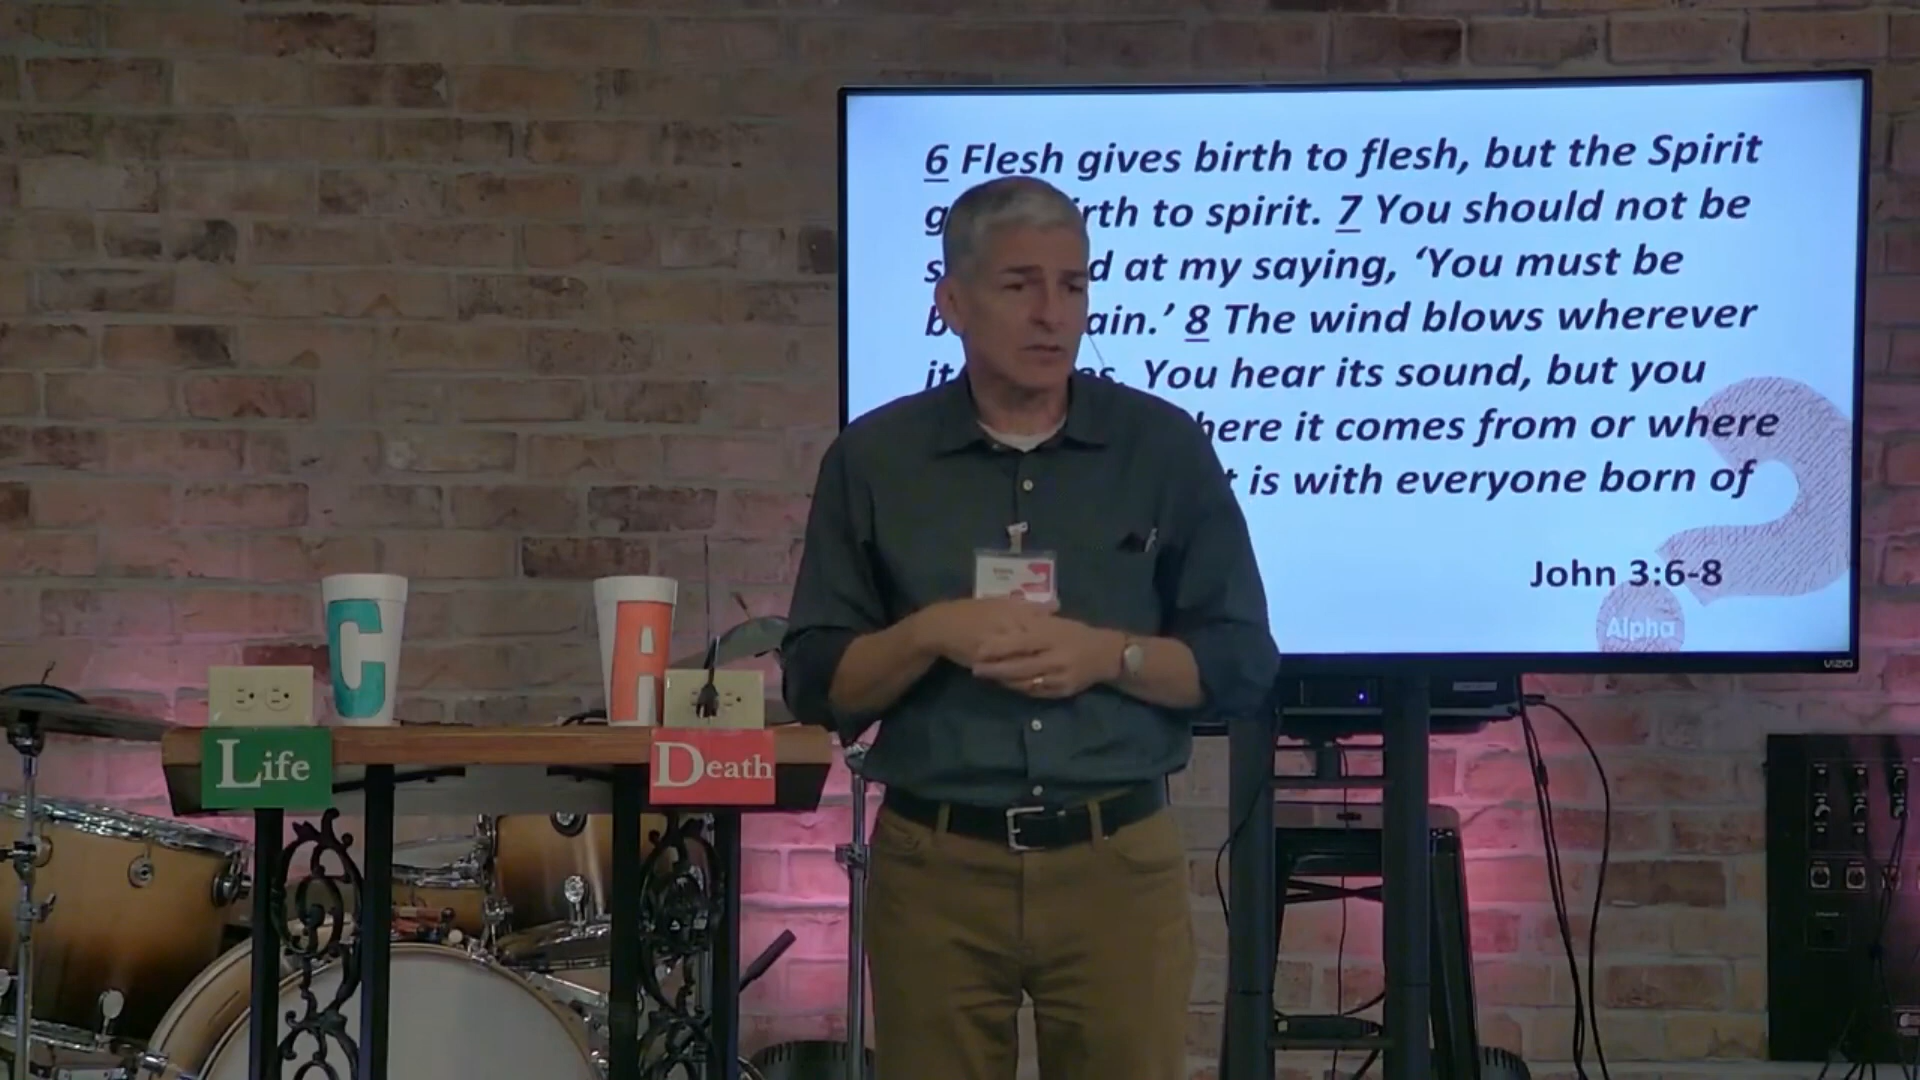 6 Flesh gives birth to flesh, but the Spirit
g rth to spirit. 7 You should not be
s d at my saying, ‘You must be
b ain.’ 8 The wind blows wherever
it es. You hear its sound, but you
here it comes from or where
t is with everyone born of
John 3:6-8
Alpha
VIZIO
C
A
Life
Death